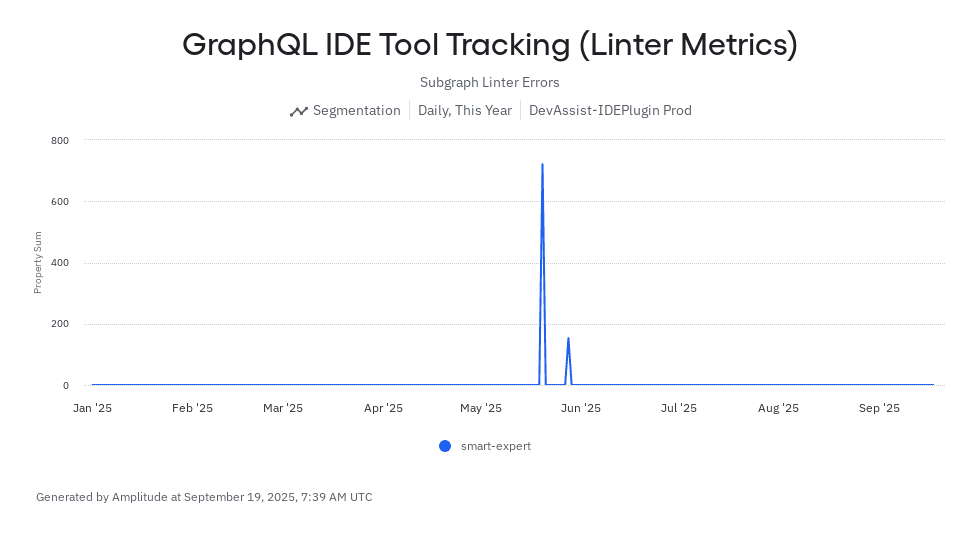 GraphQL IDE Tool Tracking (Linter Metrics)
Subgraph Linter Errors
Segmentation Daily, This Year DevAssist-IDEPlugin Prod
Property Sum
800
600
400
200
0
Jan '25 Feb '25 Mar '25 Apr '25 May '25 Jun '25 Jul '25 Aug '25 Sep '25
smart-expert
Generated by Amplitude at September 19, 2025, 7:39 AM UTC